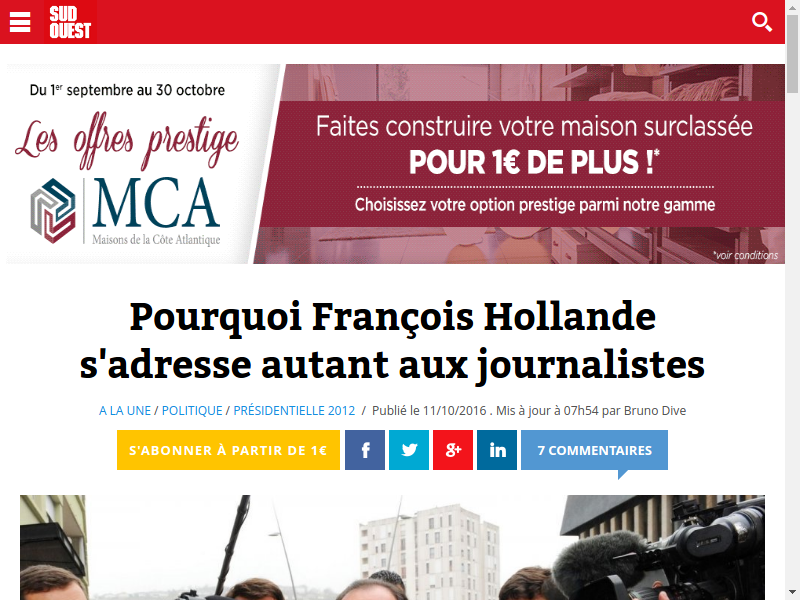 SUD
OUEST
Du 1er septembre au 30 octobre
Les offres prestige
MCA
Maisons de la Côte Atlantique
Faites construire votre maison surclassée
POUR 1€ DE PLUS !*
Choisissez votre option prestige parmi notre gamme
*voir conditions
Pourquoi François Hollande
s'adresse autant aux journalistes
A LA UNE / POLITIQUE / PRÉSIDENTIELLE 2012 / Publié le 11/10/2016 . Mis à jour à 07h54 par Bruno Dive
S'ABONNER À PARTIR DE 1€
f
g+
in
7 COMMENTAIRES